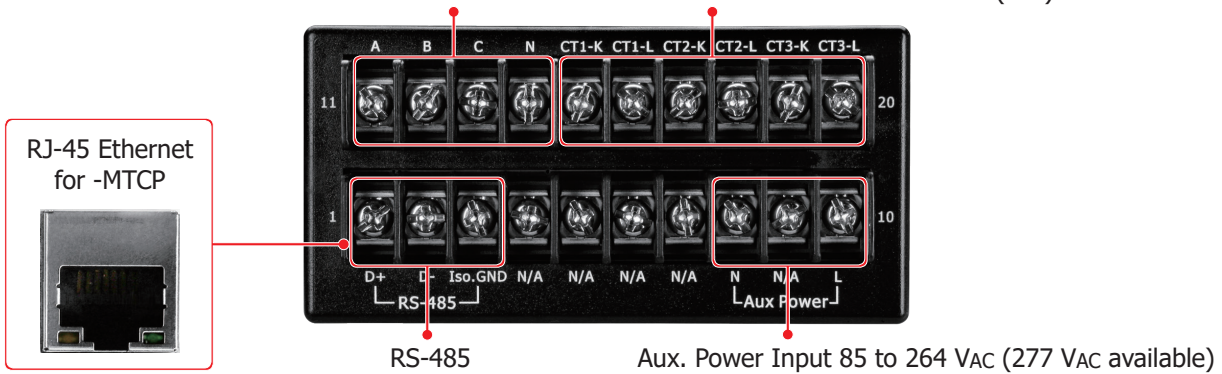 A B C N CT1-K CT1-L CT2-K CT2-L CT3-K CT3-L
11
20
RJ-45 Ethernet
for -MTCP
1
10
D+ D- Iso.GND N/A N/A N/A N/A N N/A L
RS-485
Aux Power
RS-485
Aux. Power Input 85 to 264 VAC (277 VAC available)